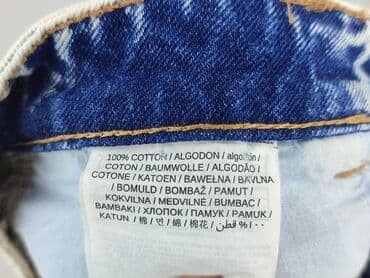 100% COTTON / ALGODON / algodón /
COTON / BAUMWOLLE / ALGODÃO /
COTONE / KATOEN / BAWEŁNA / BAVLNA
/ BOMULD / BOMBAŽ / PAMUT /
KOKVILNA / MEDVILNĖ / BUMBAC /
BAMBAKI / ХЛОПОК / ПАМУК / PAMUK /
KATUN / 棉 / 면 / 綿 / 棉花 / قطن ٪١٠٠